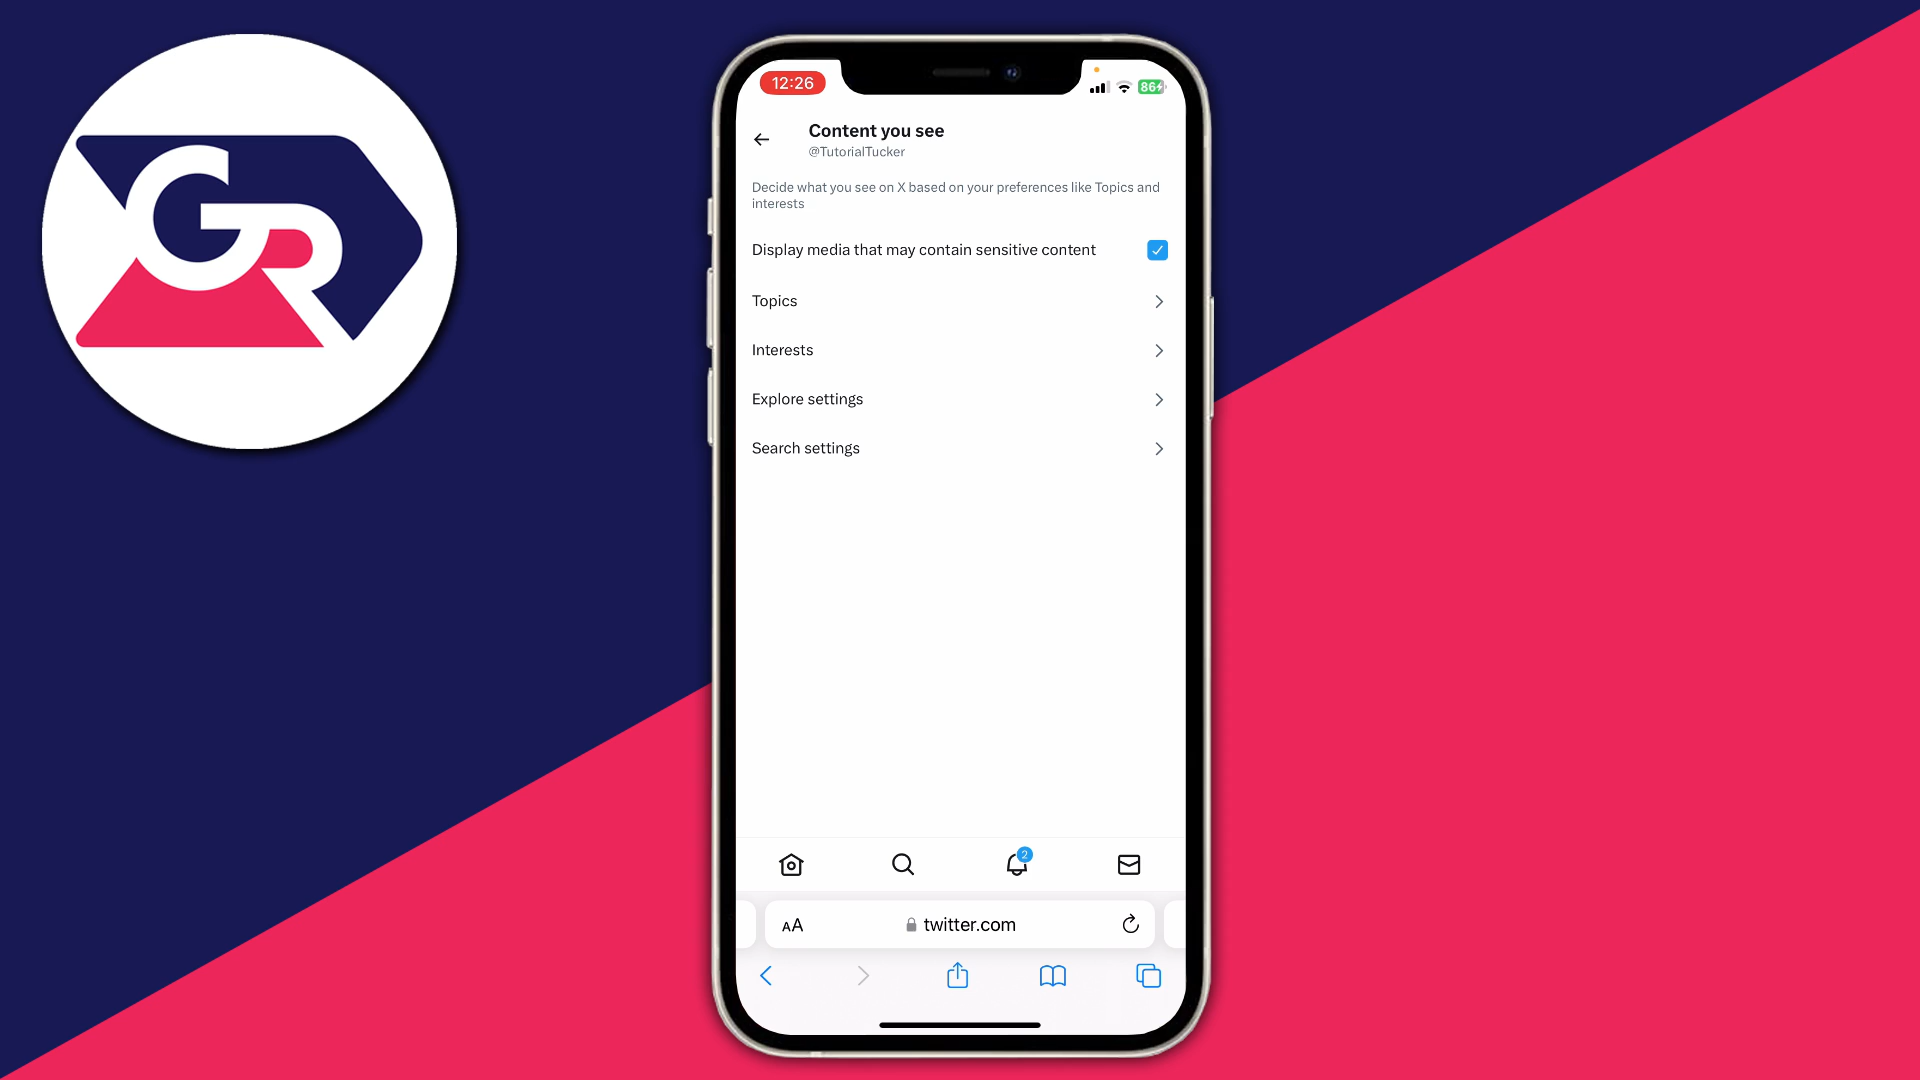 GR
12:26
86
Content you see
@TutorialTucker
Decide what you see on X based on your preferences like Topics and
interests
Display media that may contain sensitive content
Topics
Interests
Explore settings
Search settings
2
AA
twitter.com